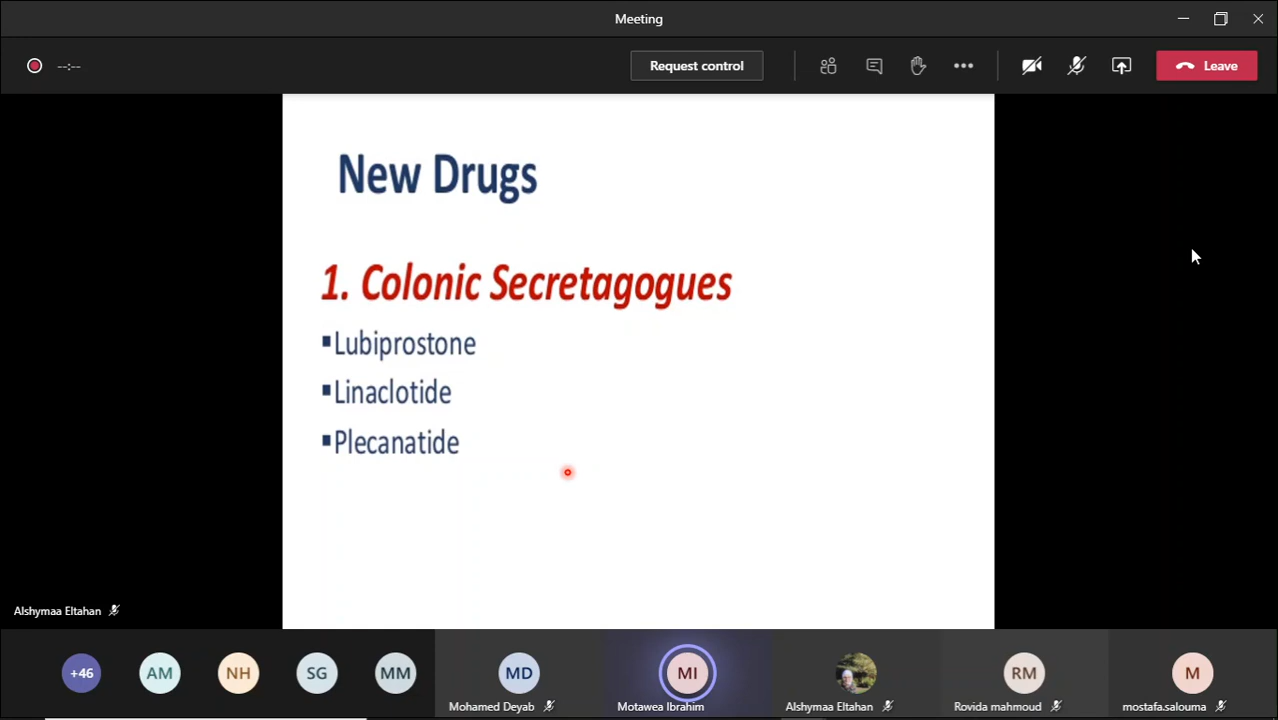 Meeting
--:--
Request control
Leave
New Drugs
1. Colonic Secretagogues
▪Lubiprostone
▪Linaclotide
▪Plecanatide
Alshymaa Eltahan
+46
AM
NH
SG
MM
MD
MI
RM
M
Mohamed Deyab
Motawea Ibrahim
Alshymaa Eltahan
Rovida mahmoud
mostafa.salouma